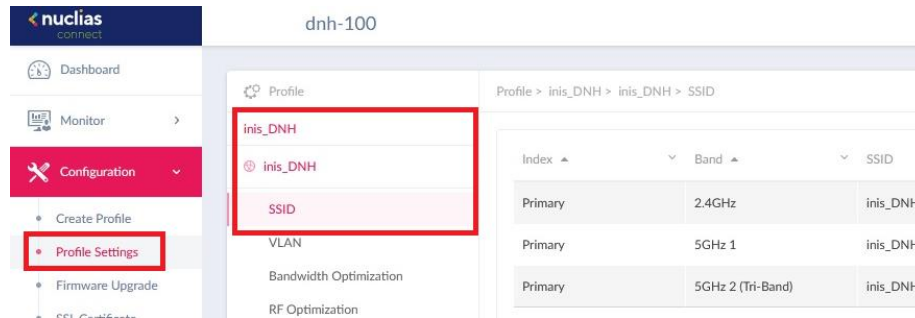 nuclias
connect
dnh-100
Dashboard
Monitor
Configuration
Create Profile
Profile Settings
Firmware Upgrade
SSL Certificate
Profile
inis_DNH
inis_DNH
SSID
VLAN
Bandwidth Optimization
RF Optimization
Profile > inis_DNH > inis_DNH > SSID
Index Band SSID
Primary 2.4GHz inis_DNH
Primary 5GHz 1 inis_DNH
Primary 5GHz 2 (Tri-Band) inis_DNH